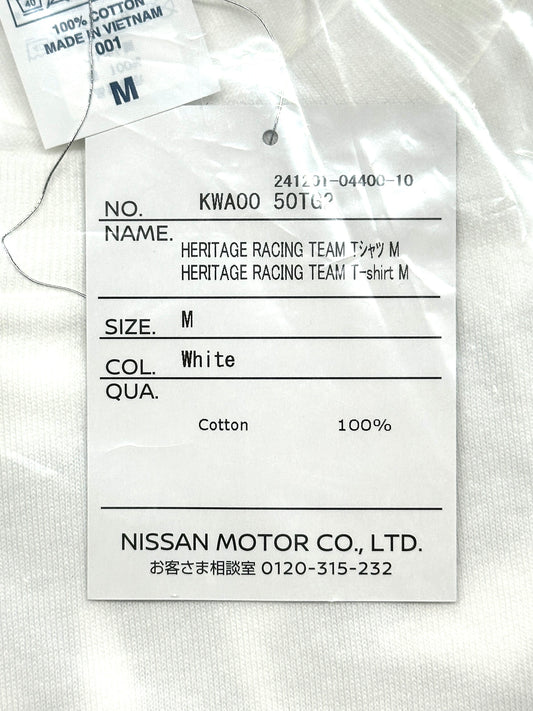 40
100% COTTON
MADE IN VIETNAM
001
M
241201-04400-10
NO. KWA00 50TG2
NAME.
HERITAGE RACING TEAM Tシャツ M
HERITAGE RACING TEAM T-shirt M
SIZE. M
COL. White
QUA.
Cotton 100%
NISSAN MOTOR CO., LTD.
お客さま相談室 0120-315-232